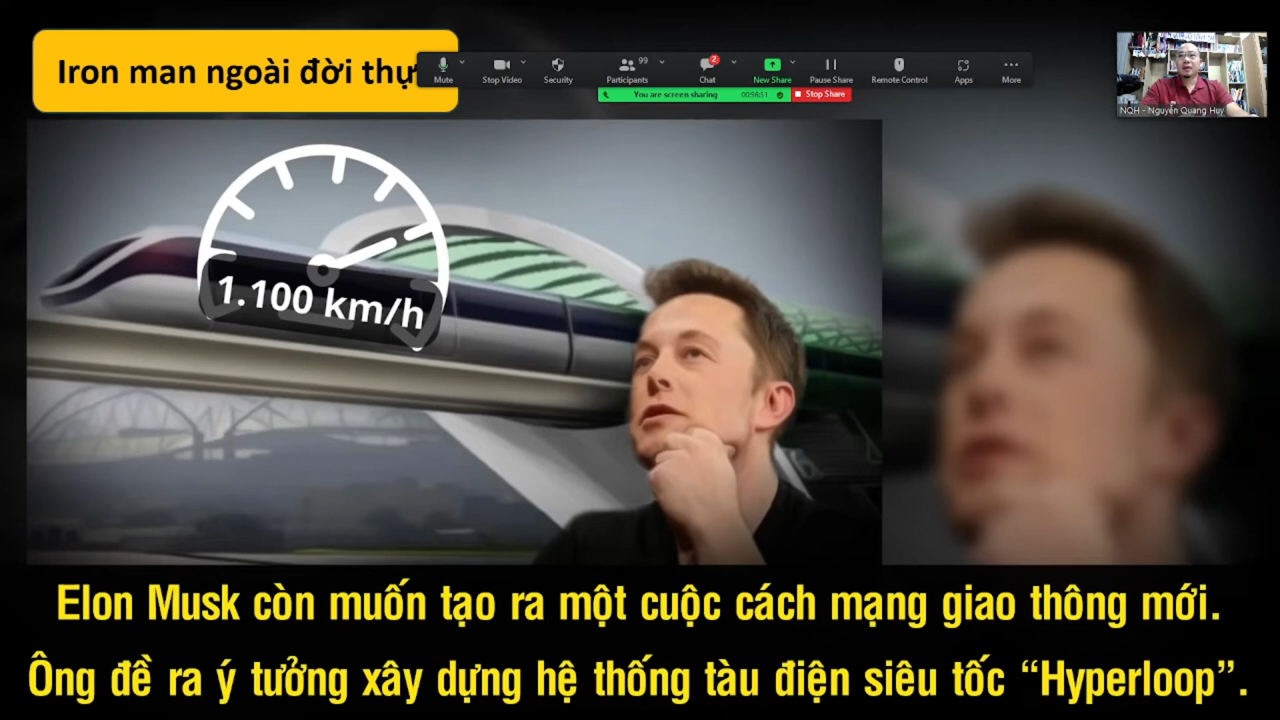 Iron man ngoài đời thự
Mute
Stop Video
Security
Participants
99
Chat
2
New Share
Pause Share
Remote Control
Apps
More
You are screen sharing
00:56:51
Stop Share
NQH - Nguyễn Quang Huy
1.100 km/h
Elon Musk còn muốn tạo ra một cuộc cách mạng giao thông mới.
Ông đề ra ý tưởng xây dựng hệ thống tàu điện siêu tốc “Hyperloop”.